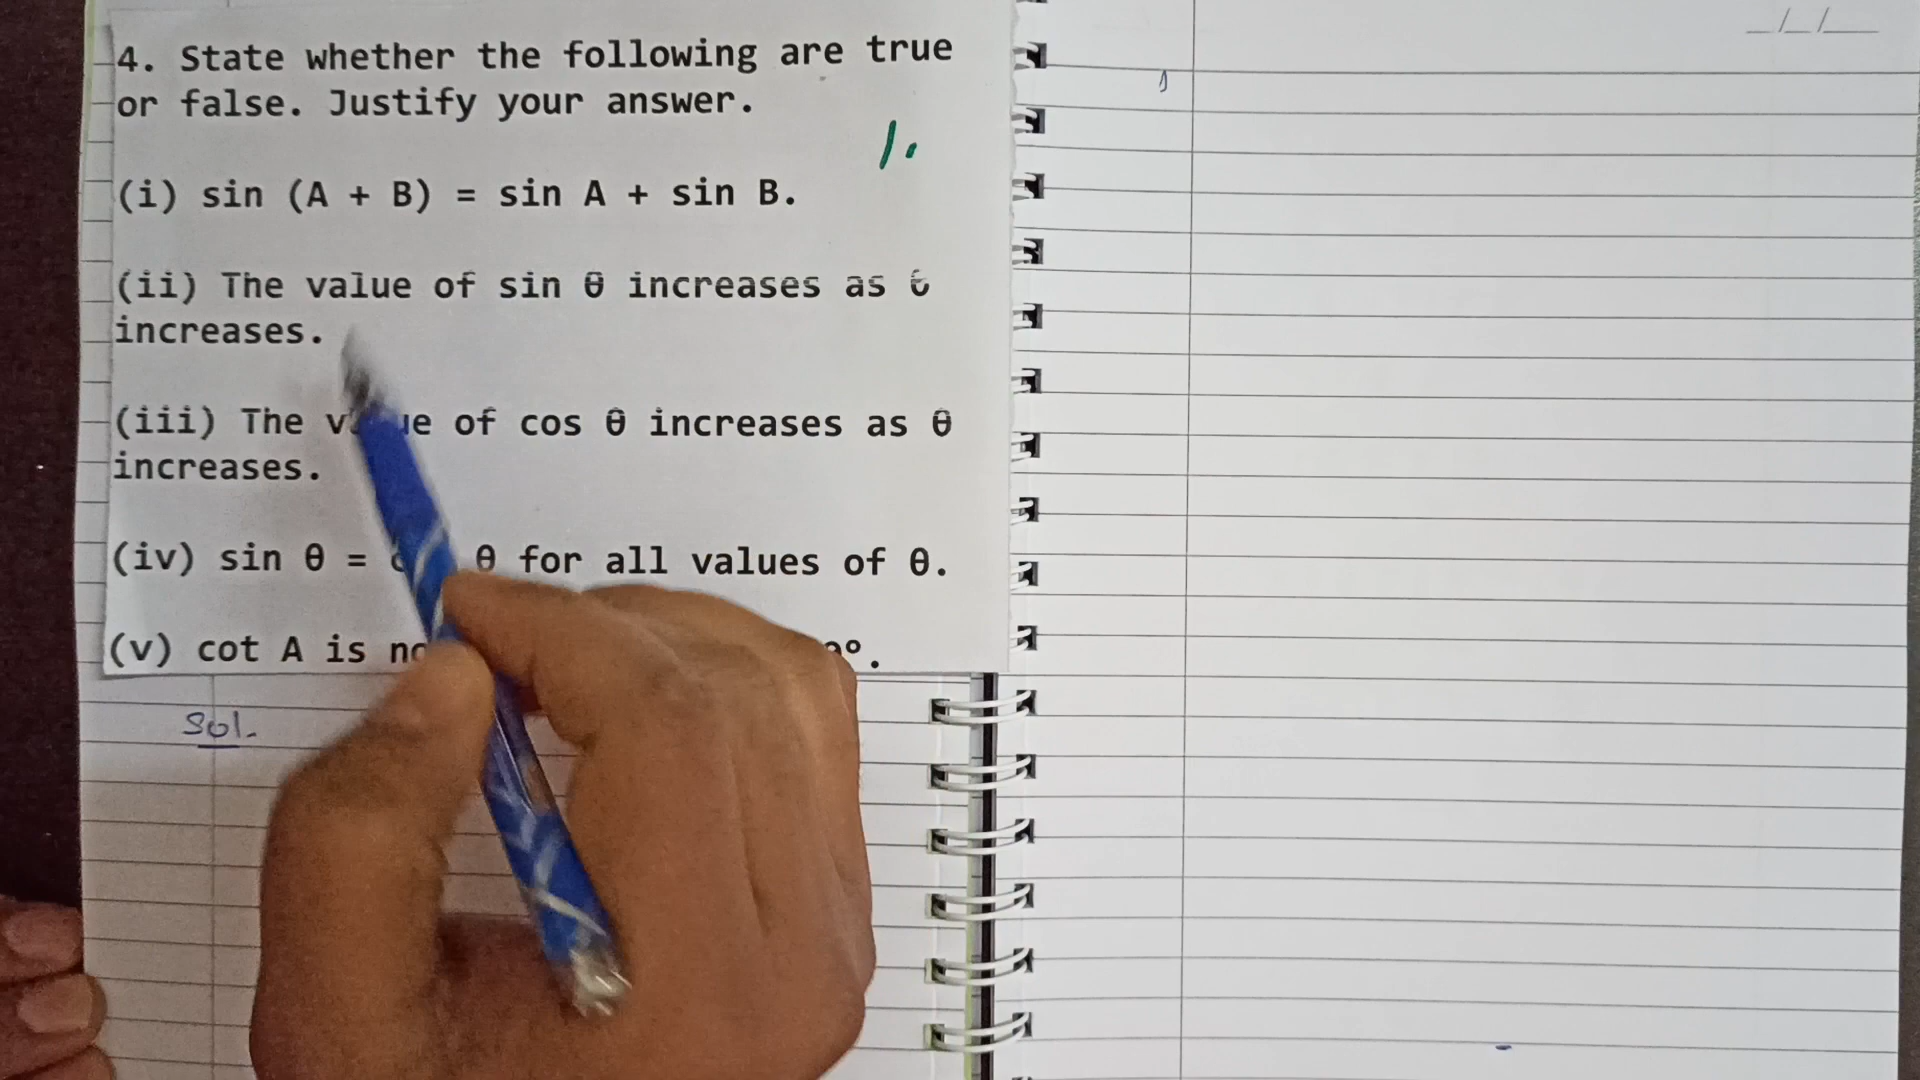 4. State whether the following are true
or false. Justify your answer.
(i) sin (A + B) = sin A + sin B.
(ii) The value of sin θ increases as
increases.
(iii) The of cos θ increases as θ
increases.
(iv) sin θ = θ for all values of θ.
(v) cot A is
Sol.